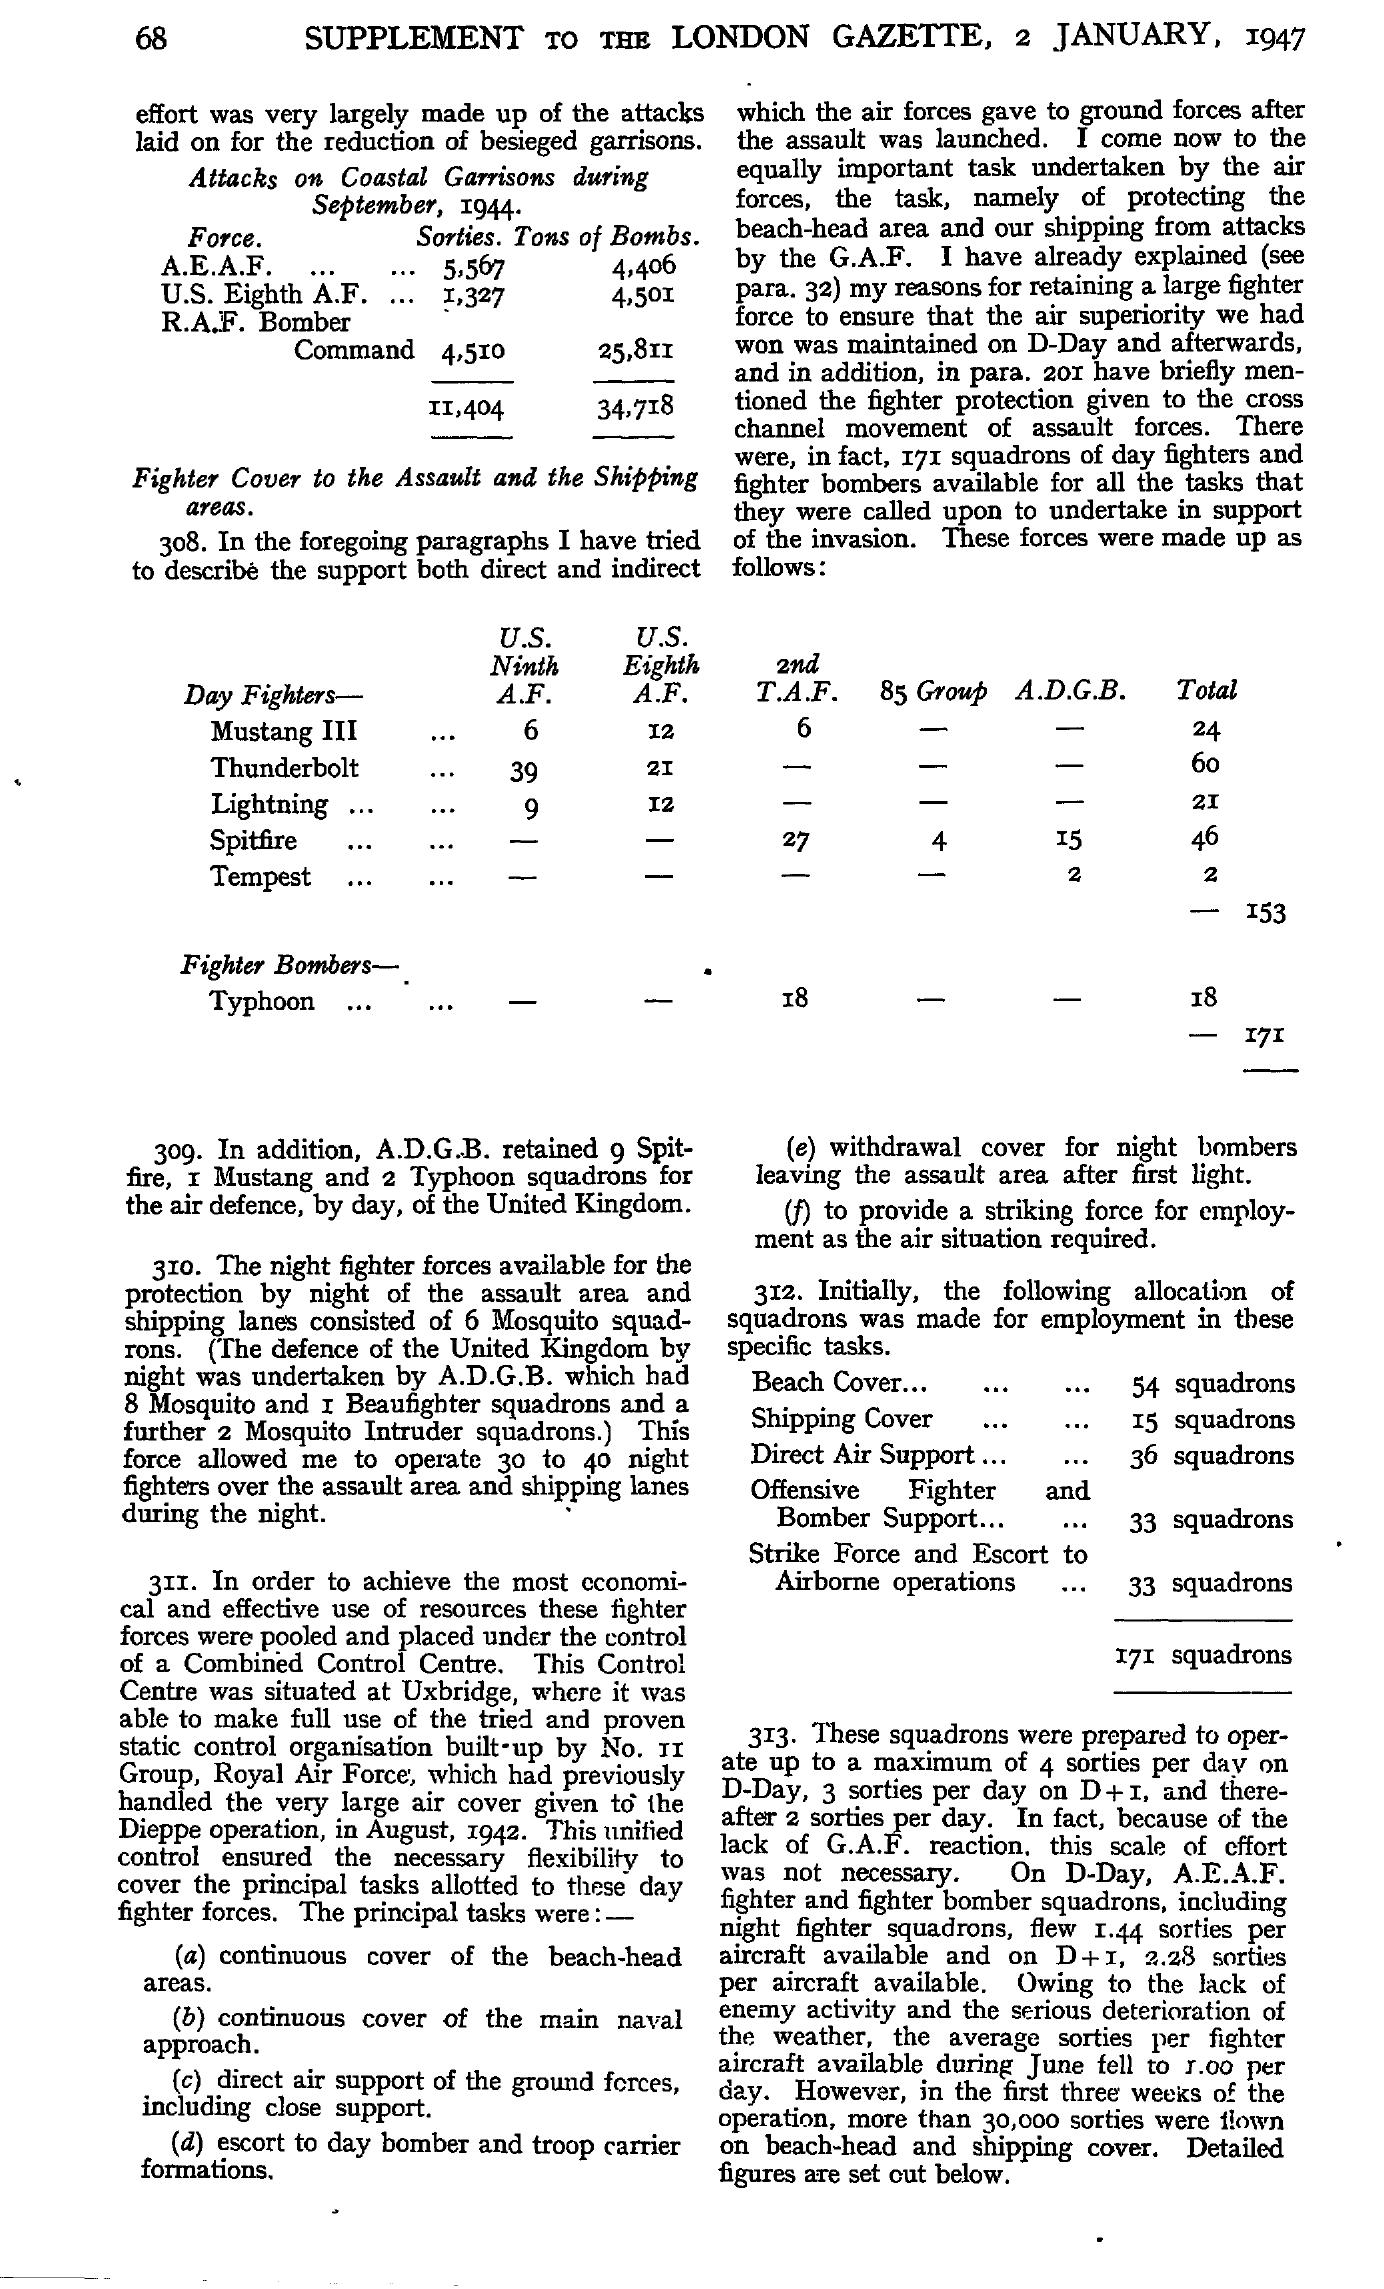 68 SUPPLEMENT TO THE LONDON GAZETTE, 2 JANUARY, 1947
effort was very largely made up of the attacks
laid on for the reduction of besieged garrisons.
Attacks on Coastal Garrisons during
September, 1944.
Force. Sorties. Tons of Bombs.
A.E.A.F. ... ... 5,567 4,406
U.S. Eighth A.F. ... 1,327 4,501
R.A.F. Bomber
Command 4,510 25,811
11,404 34,718
Fighter Cover to the Assault and the Shipping
areas.
308. In the foregoing paragraphs I have tried
to describe the support both direct and indirect
which the air forces gave to ground forces after
the assault was launched. I come now to the
equally important task undertaken by the air
forces, the task, namely of protecting the
beach-head area and our shipping from attacks
by the G.A.F. I have already explained (see
para. 32) my reasons for retaining a large fighter
force to ensure that the air superiority we had
won was maintained on D-Day and afterwards,
and in addition, in para. 201 have briefly men-
tioned the fighter protection given to the cross
channel movement of assault forces. There
were, in fact, 171 squadrons of day fighters and
fighter bombers available for all the tasks that
they were called upon to undertake in support
of the invasion. These forces were made up as
follows:
U.S. U.S.
Ninth Eighth 2nd
Day Fighters— A.F. A.F. T.A.F. 85 Group A.D.G.B. Total
Mustang III ... 6 12 6 — — 24
Thunderbolt ... 39 21 — — — 60
Lightning ... ... 9 12 — — — 21
Spitfire ... ... — — 27 4 15 46
Tempest ... ... — — — — 2 2
— 153
Fighter Bombers—
Typhoon ... ... — — 18 — — 18
— 171
309. In addition, A.D.G.B. retained 9 Spit-
fire, 1 Mustang and 2 Typhoon squadrons for
the air defence, by day, of the United Kingdom.
310. The night fighter forces available for the
protection by night of the assault area and
shipping lanes consisted of 6 Mosquito squad-
rons. (The defence of the United Kingdom by
night was undertaken by A.D.G.B. which had
8 Mosquito and 1 Beaufighter squadrons and a
further 2 Mosquito Intruder squadrons.) This
force allowed me to operate 30 to 40 night
fighters over the assault area and shipping lanes
during the night.
311. In order to achieve the most economi-
cal and effective use of resources these fighter
forces were pooled and placed under the control
of a Combined Control Centre. This Control
Centre was situated at Uxbridge, where it was
able to make full use of the tried and proven
static control organisation built-up by No. 11
Group, Royal Air Force, which had previously
handled the very large air cover given to the
Dieppe operation, in August, 1942. This unified
control ensured the necessary flexibility to
cover the principal tasks allotted to these day
fighter forces. The principal tasks were:—
(a) continuous cover of the beach-head
areas.
(b) continuous cover of the main naval
approach.
(c) direct air support of the ground forces,
including close support.
(d) escort to day bomber and troop carrier
formations.
(e) withdrawal cover for night bombers
leaving the assault area after first light.
(f) to provide a striking force for employ-
ment as the air situation required.
312. Initially, the following allocation of
squadrons was made for employment in these
specific tasks.
Beach Cover... ... ... 54 squadrons
Shipping Cover ... ... 15 squadrons
Direct Air Support ... ... 36 squadrons
Offensive Fighter and
Bomber Support... ... 33 squadrons
Strike Force and Escort to
Airborne operations ... 33 squadrons
171 squadrons
313. These squadrons were prepared to oper-
ate up to a maximum of 4 sorties per day on
D-Day, 3 sorties per day on D+1, and there-
after 2 sorties per day. In fact, because of the
lack of G.A.F. reaction, this scale of effort
was not necessary. On D-Day, A.E.A.F.
fighter and fighter bomber squadrons, including
night fighter squadrons, flew 1.44 sorties per
aircraft available and on D+1, 2.28 sorties
per aircraft available. Owing to the lack of
enemy activity and the serious deterioration of
the weather, the average sorties per fighter
aircraft available during June fell to 1.00 per
day. However, in the first three weeks of the
operation, more than 30,000 sorties were flown
on beach-head and shipping cover. Detailed
figures are set out below.